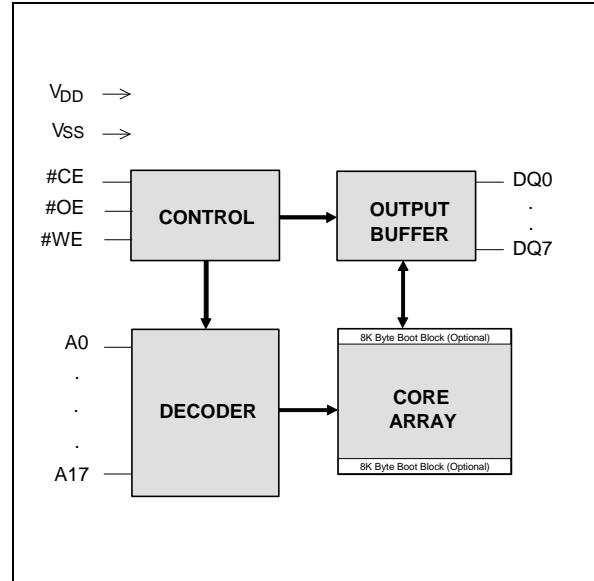 VDD
VSS
#CE
#OE
#WE
CONTROL
OUTPUT
BUFFER
DQ0
.
.
DQ7
A0
.
.
.
A17
DECODER
8K Byte Boot Block (Optional)
CORE
ARRAY
8K Byte Boot Block (Optional)